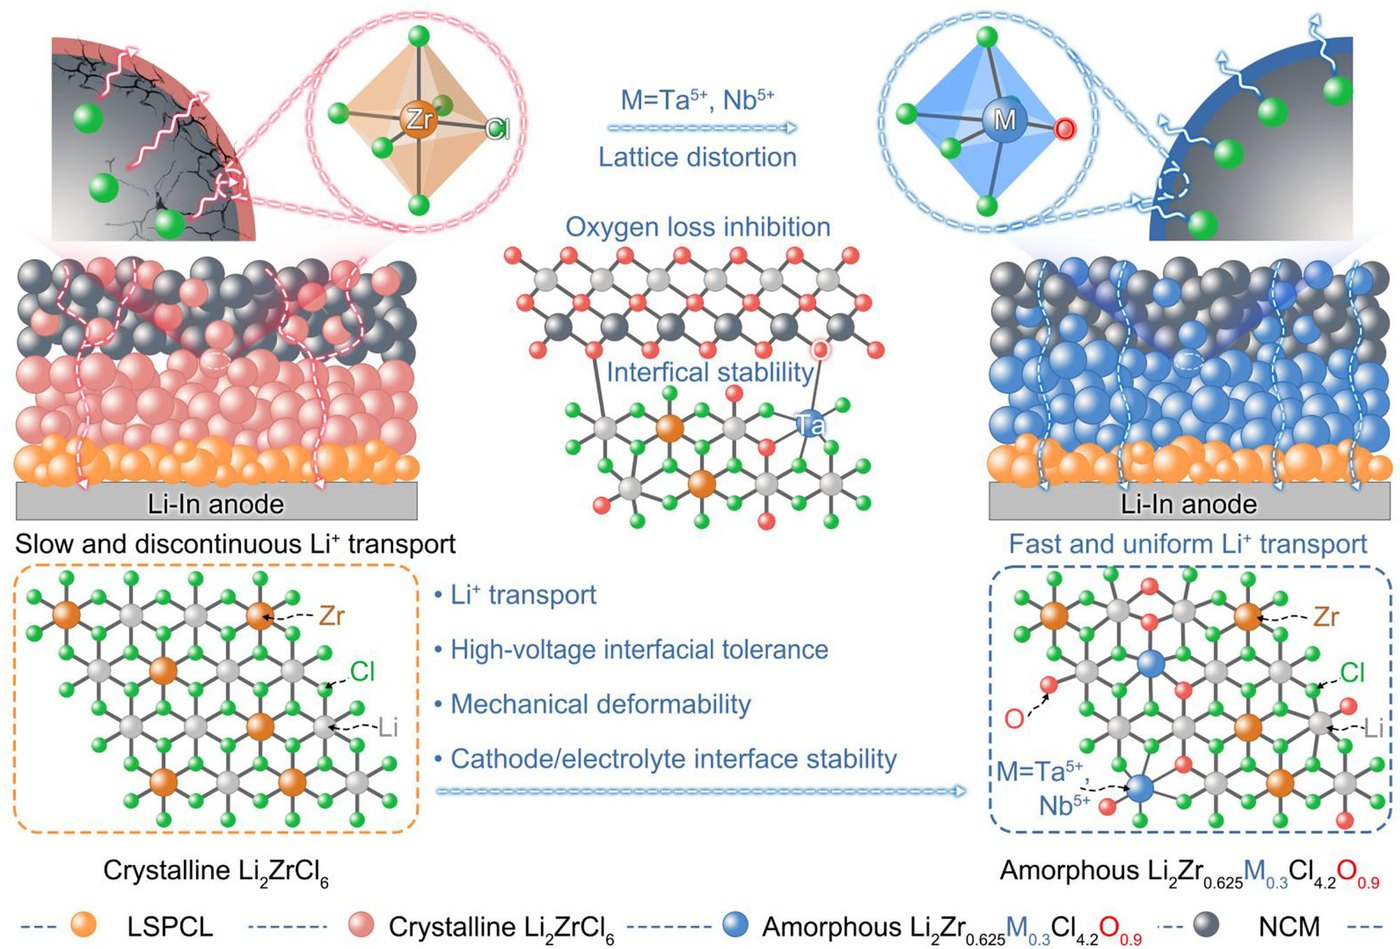 Zr
Cl
M=Ta⁵⁺, Nb⁵⁺
Lattice distortion
M
O
Oxygen loss inhibition
O
Interfical stablility
Ta
Li-In anode
Li-In anode
Slow and discontinuous Li⁺ transport
Fast and uniform Li⁺ transport
Zr
Cl
Li
• Li⁺ transport
• High-voltage interfacial tolerance
• Mechanical deformability
• Cathode/electrolyte interface stability
Zr
Cl
O
Li
M=Ta⁵⁺,
Nb⁵⁺
Crystalline Li₂ZrCl₆
Amorphous Li₂Zr₀.₆₂₅M₀.₃Cl₄.₂O₀.₉
LSPCL
Crystalline Li₂ZrCl₆
Amorphous Li₂Zr₀.₆₂₅M₀.₃Cl₄.₂O₀.₉
NCM